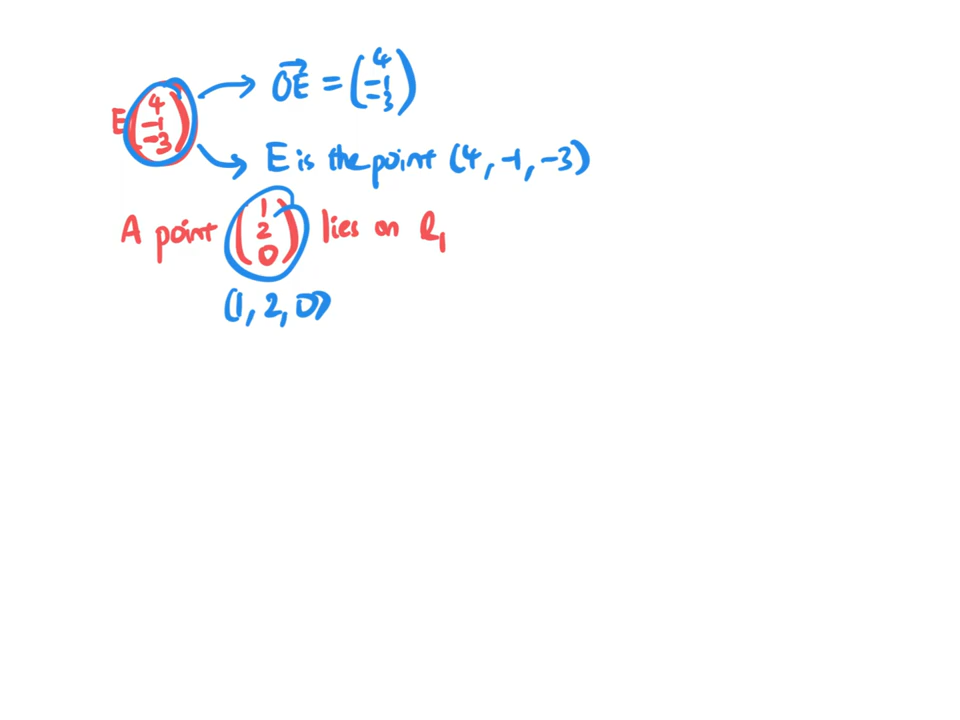 E(4 -1 -3) → OE = (4 -1 -3)
→ E is the point (4, -1, -3)
A point (1 2 0) lies on l₁
(1, 2, 0)